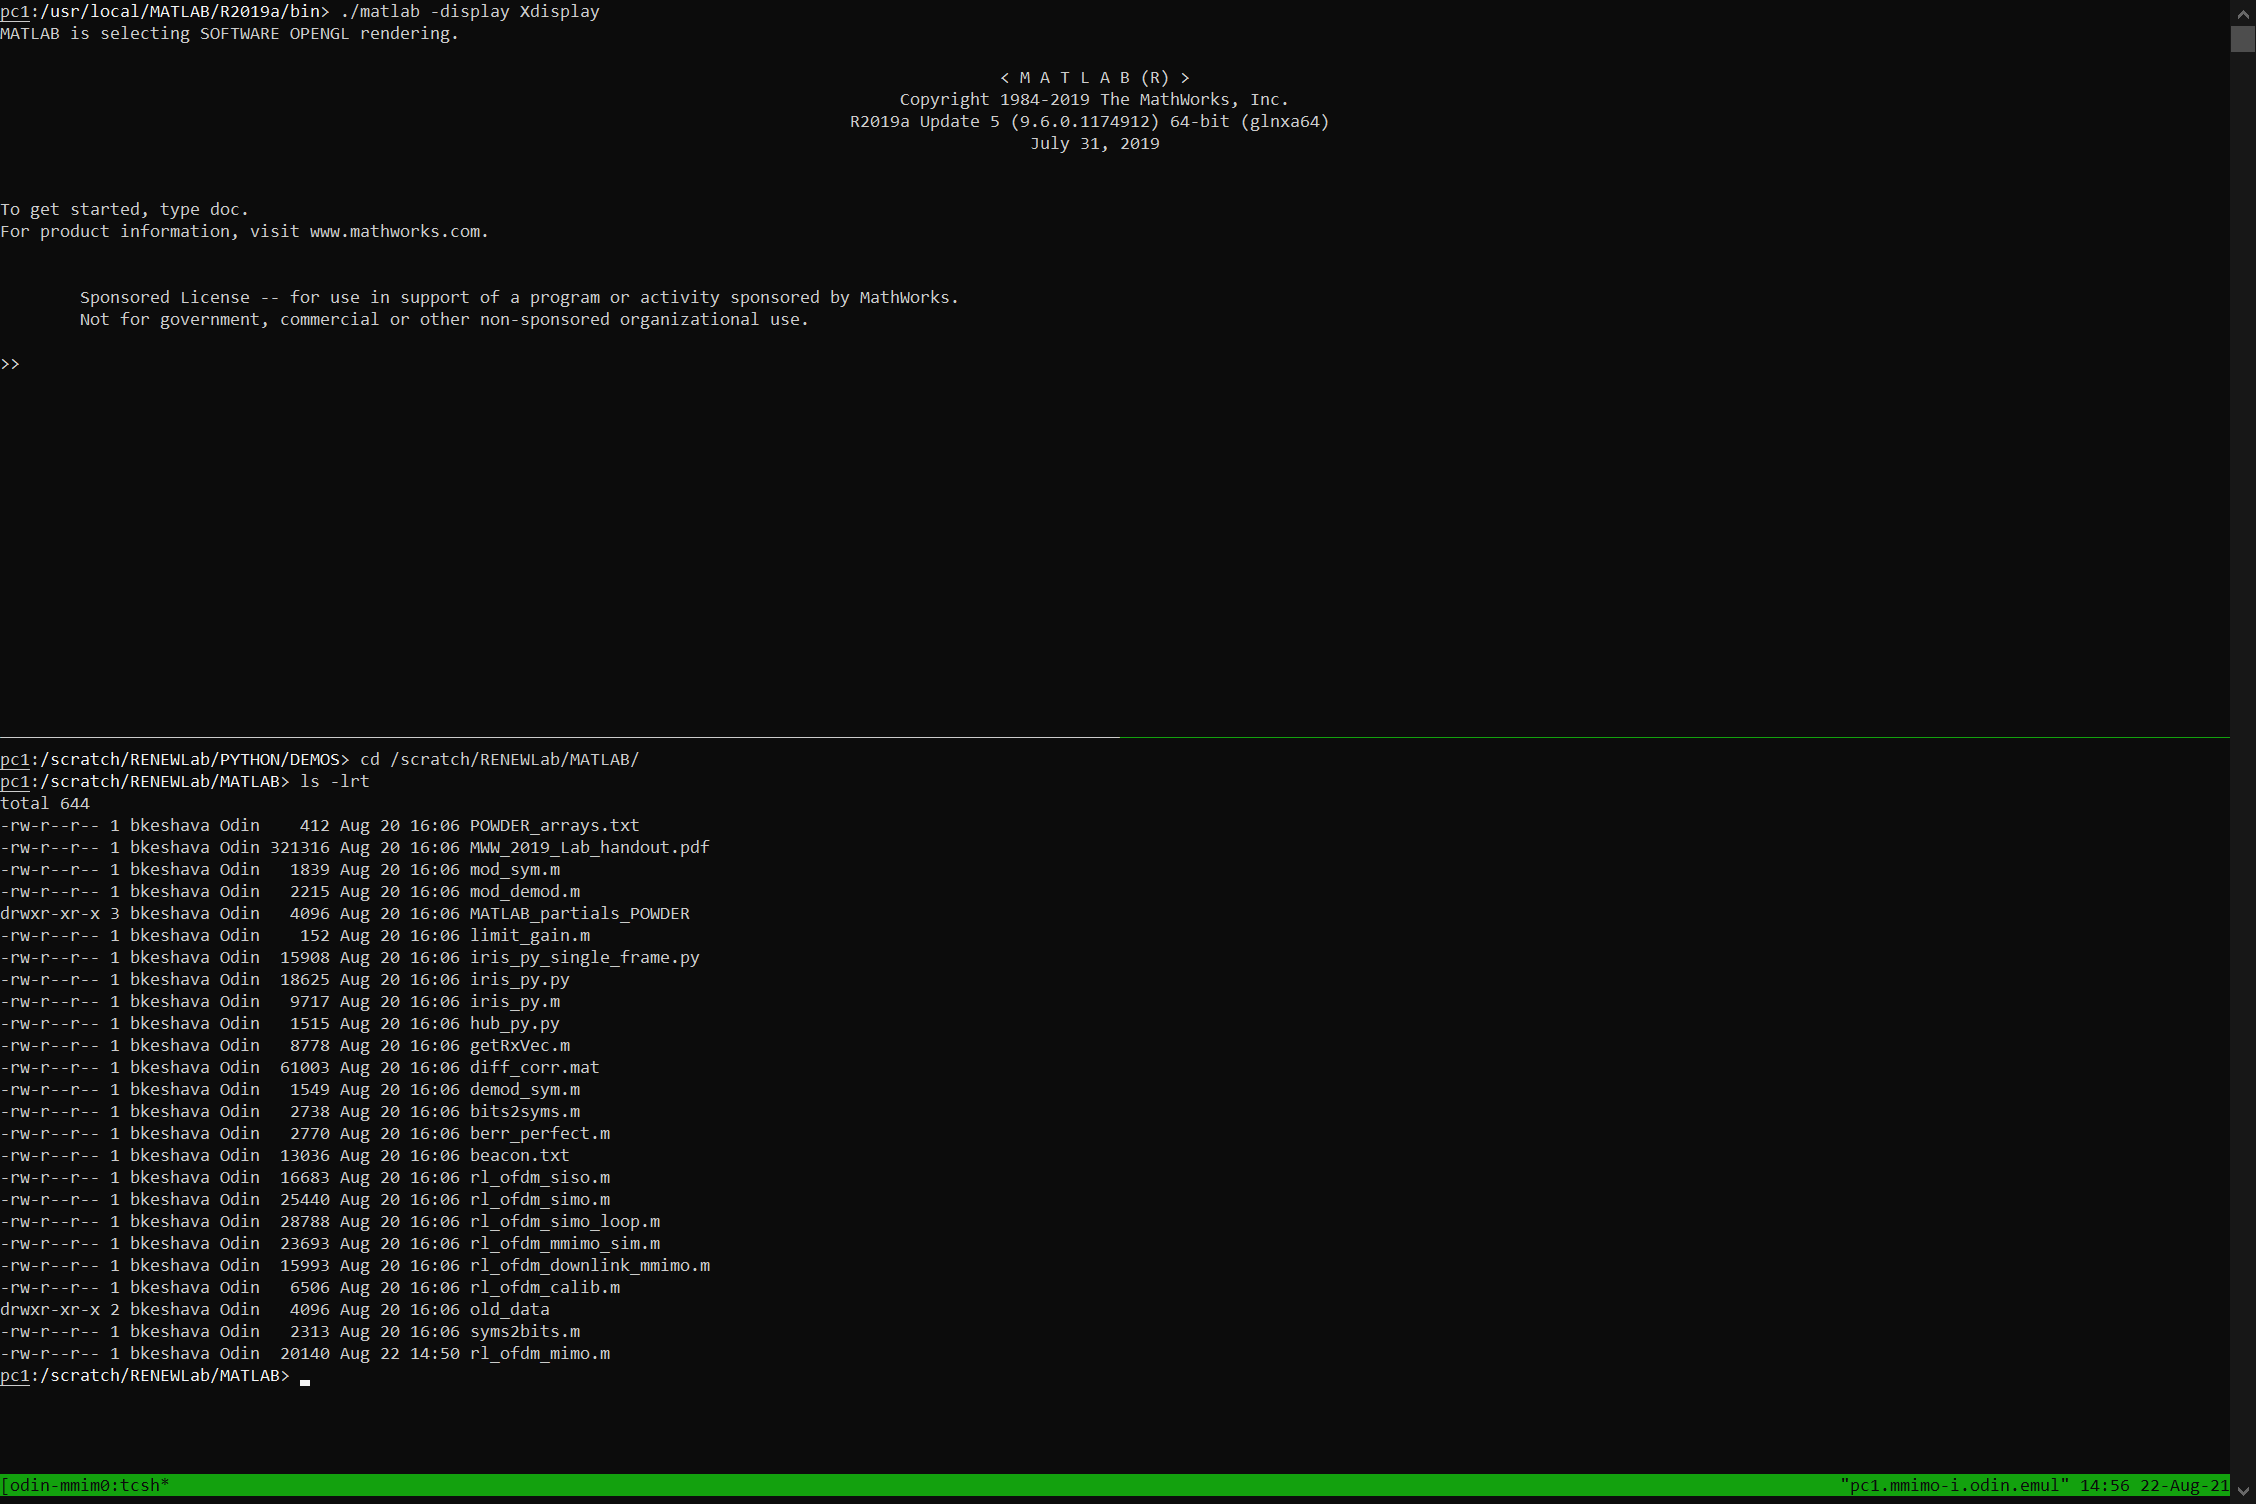 pc1:/usr/local/MATLAB/R2019a/bin> ./matlab -display Xdisplay
MATLAB is selecting SOFTWARE OPENGL rendering.
< M A T L A B (R) >
Copyright 1984-2019 The MathWorks, Inc.
R2019a Update 5 (9.6.0.1174912) 64-bit (glnxa64)
July 31, 2019
To get started, type doc.
For product information, visit www.mathworks.com.
Sponsored License -- for use in support of a program or activity sponsored by MathWorks.
Not for government, commercial or other non-sponsored organizational use.
>>
pc1:/scratch/RENEWLab/PYTHON/DEMOS> cd /scratch/RENEWLab/MATLAB/
pc1:/scratch/RENEWLab/MATLAB> ls -lrt
total 644
-rw-r--r-- 1 bkeshava Odin    412 Aug 20 16:06 POWDER_arrays.txt
-rw-r--r-- 1 bkeshava Odin 321316 Aug 20 16:06 MWW_2019_Lab_handout.pdf
-rw-r--r-- 1 bkeshava Odin   1839 Aug 20 16:06 mod_sym.m
-rw-r--r-- 1 bkeshava Odin   2215 Aug 20 16:06 mod_demod.m
drwxr-xr-x 3 bkeshava Odin   4096 Aug 20 16:06 MATLAB_partials_POWDER
-rw-r--r-- 1 bkeshava Odin    152 Aug 20 16:06 limit_gain.m
-rw-r--r-- 1 bkeshava Odin  15908 Aug 20 16:06 iris_py_single_frame.py
-rw-r--r-- 1 bkeshava Odin  18625 Aug 20 16:06 iris_py.py
-rw-r--r-- 1 bkeshava Odin   9717 Aug 20 16:06 iris_py.m
-rw-r--r-- 1 bkeshava Odin   1515 Aug 20 16:06 hub_py.py
-rw-r--r-- 1 bkeshava Odin   8778 Aug 20 16:06 getRxVec.m
-rw-r--r-- 1 bkeshava Odin  61003 Aug 20 16:06 diff_corr.mat
-rw-r--r-- 1 bkeshava Odin   1549 Aug 20 16:06 demod_sym.m
-rw-r--r-- 1 bkeshava Odin   2738 Aug 20 16:06 bits2syms.m
-rw-r--r-- 1 bkeshava Odin   2770 Aug 20 16:06 berr_perfect.m
-rw-r--r-- 1 bkeshava Odin  13036 Aug 20 16:06 beacon.txt
-rw-r--r-- 1 bkeshava Odin  16683 Aug 20 16:06 rl_ofdm_siso.m
-rw-r--r-- 1 bkeshava Odin  25440 Aug 20 16:06 rl_ofdm_simo.m
-rw-r--r-- 1 bkeshava Odin  28788 Aug 20 16:06 rl_ofdm_simo_loop.m
-rw-r--r-- 1 bkeshava Odin  23693 Aug 20 16:06 rl_ofdm_mmimo_sim.m
-rw-r--r-- 1 bkeshava Odin  15993 Aug 20 16:06 rl_ofdm_downlink_mmimo.m
-rw-r--r-- 1 bkeshava Odin   6506 Aug 20 16:06 rl_ofdm_calib.m
drwxr-xr-x 2 bkeshava Odin   4096 Aug 20 16:06 old_data
-rw-r--r-- 1 bkeshava Odin   2313 Aug 20 16:06 syms2bits.m
-rw-r--r-- 1 bkeshava Odin  20140 Aug 22 14:50 rl_ofdm_mimo.m
pc1:/scratch/RENEWLab/MATLAB>
[odin-mmim0:tcsh* "pc1.mmimo-i.odin.emul" 14:56 22-Aug-21